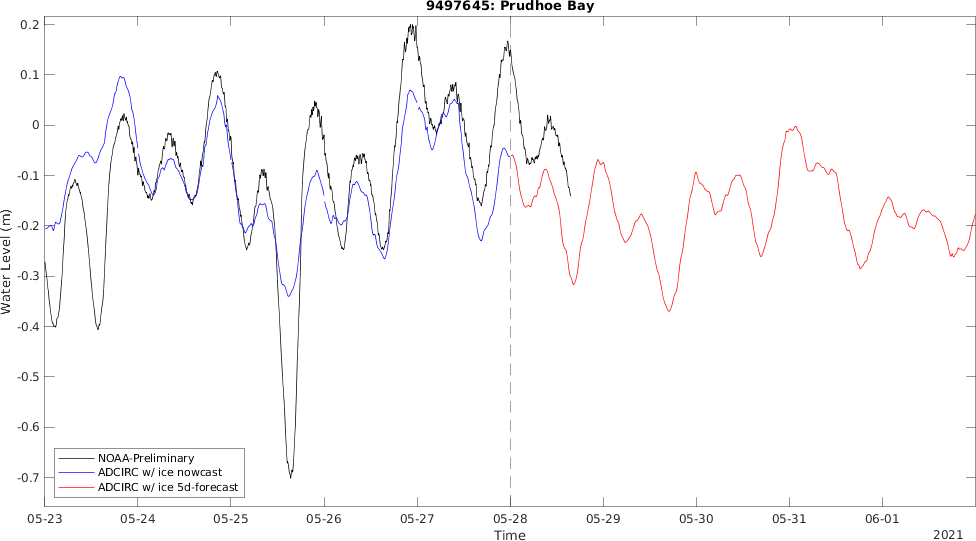 9497645: Prudhoe Bay
0.2
0.1
0
-0.1
-0.2
-0.3
-0.4
-0.5
-0.6
-0.7
Water Level (m)
NOAA-Preliminary
ADCIRC w/ ice nowcast
ADCIRC w/ ice 5d-forecast
05-23 05-24 05-25 05-26 05-27 05-28 05-29 05-30 05-31 06-01
Time
2021